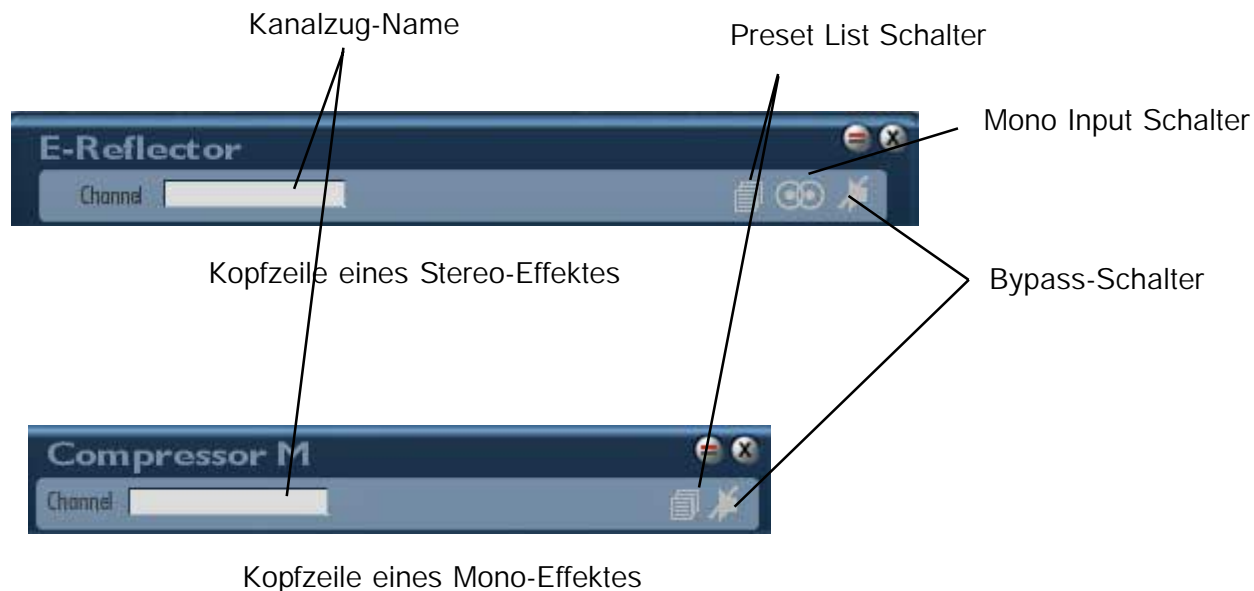 Kanalzug-Name
Preset List Schalter
Mono Input Schalter
E-Reflector
Channel
Kopfzeile eines Stereo-Effektes
Bypass-Schalter
Compressor M
Channel
Kopfzeile eines Mono-Effektes